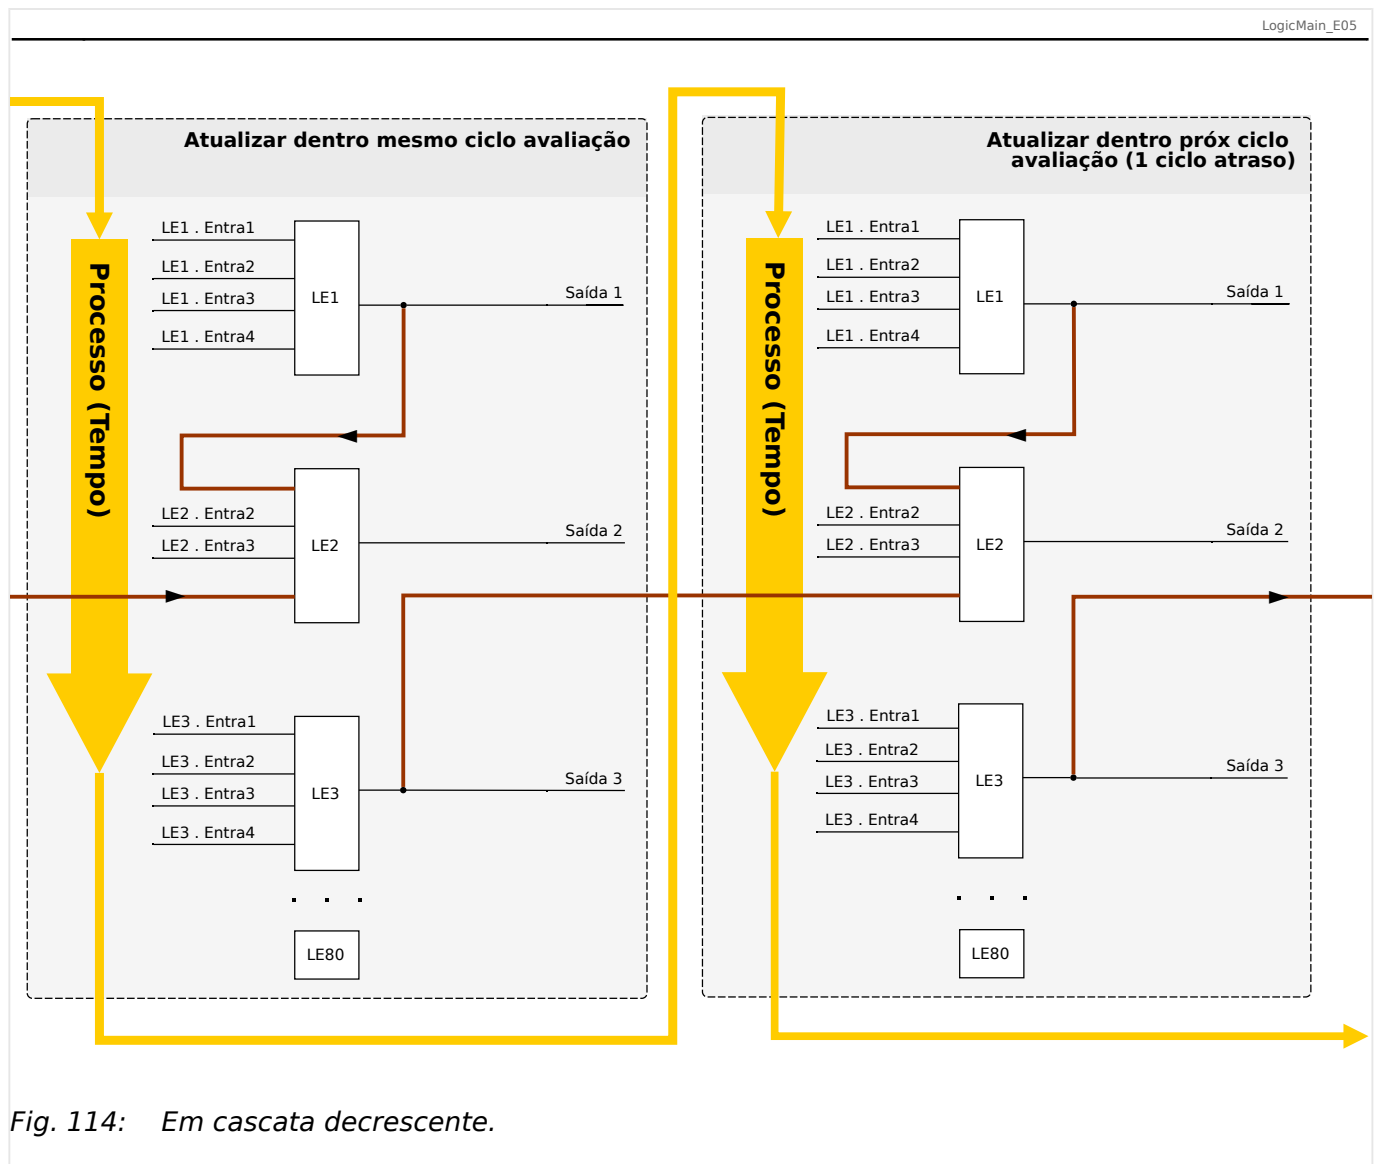 LogicMain_E05
Atualizar dentro mesmo ciclo avaliação
Processo (Tempo)
LE1 . Entra1
LE1 . Entra2
LE1 . Entra3
LE1 . Entra4
LE1
Saída 1
LE2 . Entra2
LE2 . Entra3
LE2
Saída 2
LE3 . Entra1
LE3 . Entra2
LE3 . Entra3
LE3 . Entra4
LE3
Saída 3
. . .
LE80
Atualizar dentro próx ciclo
avaliação (1 ciclo atraso)
Processo (Tempo)
LE1 . Entra1
LE1 . Entra2
LE1 . Entra3
LE1 . Entra4
LE1
Saída 1
LE2 . Entra2
LE2 . Entra3
LE2
Saída 2
LE3 . Entra1
LE3 . Entra2
LE3 . Entra3
LE3 . Entra4
LE3
Saída 3
. . .
LE80
Fig. 114: Em cascata decrescente.